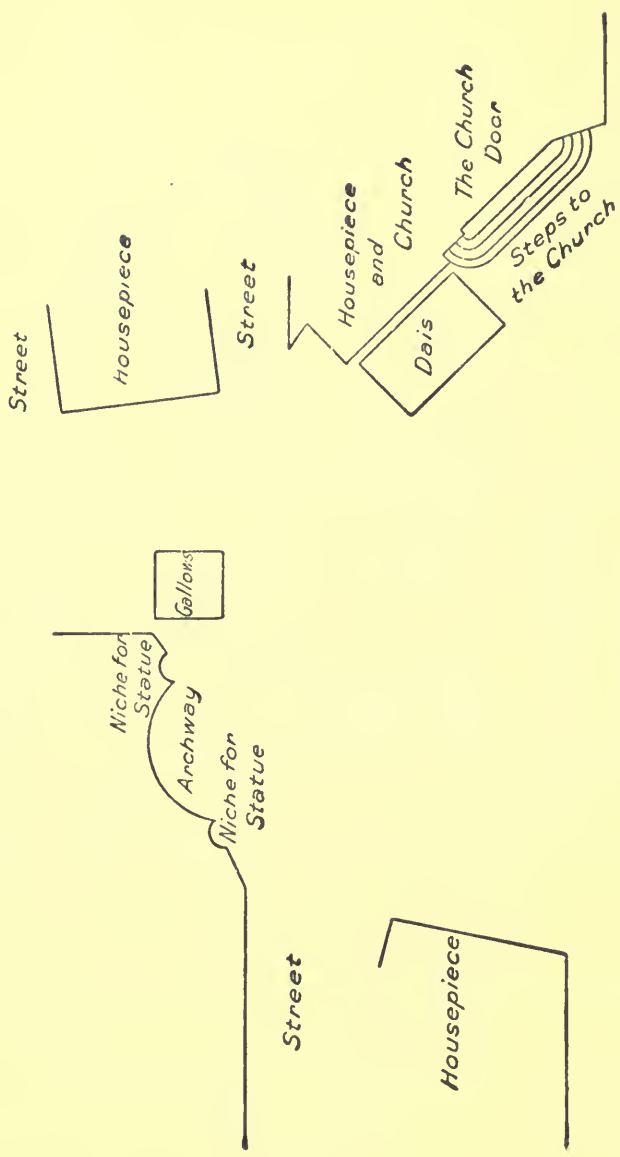 Street
Housepiece
Street
Housepiece
and
Church
The Church
Door
Steps to
the Church
Dais
Gallows
Niche for
Statue
Archway
Niche for
Statue
Street
Housepiece